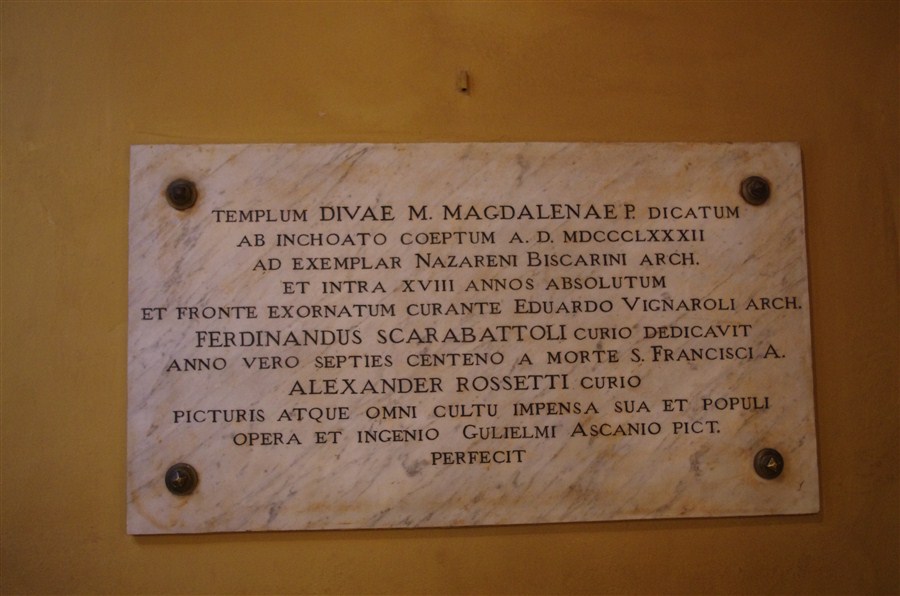 TEMPLUM DIVAE M. MAGDALENAE P. DICATUM
AB INCHOATO COEPTUM A. D. MDCCCLXXXII
AD EXEMPLAR NAZARENI BISCARINI ARCH.
ET INTRA XVIII ANNOS ABSOLUTUM
ET FRONTE EXORNATUM CURANTE EDUARDO VIGNAROLI ARCH.
FERDINANDUS SCARABATTOLI CURIO DEDICAVIT
ANNO VERO SEPTIES CENTENO A MORTE S. FRANCISCI A.
ALEXANDER ROSSETTI CURIO
PICTURIS ATQUE OMNI CULTU IMPENSA SUA ET POPULI
OPERA ET INGENIO GULIELMI ASCANIO PICT.
PERFECIT